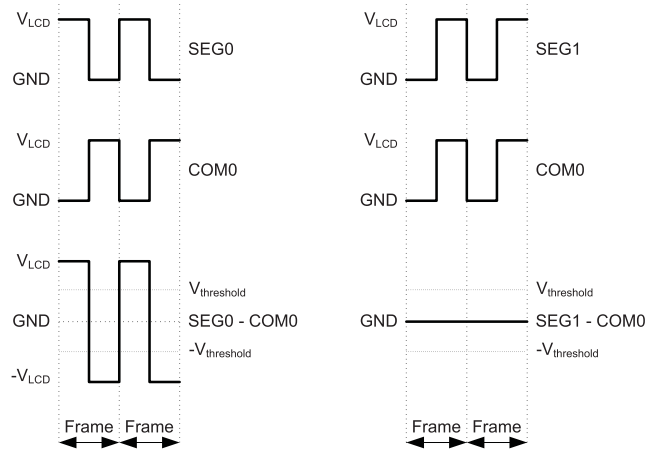 VLCD
SEG0
GND
VLCD
COM0
GND
VLCD
Vthreshold
GND
SEG0 - COM0
-Vthreshold
-VLCD
Frame Frame
VLCD
SEG1
GND
VLCD
COM0
GND
Vthreshold
GND
SEG1 - COM0
-Vthreshold
Frame Frame